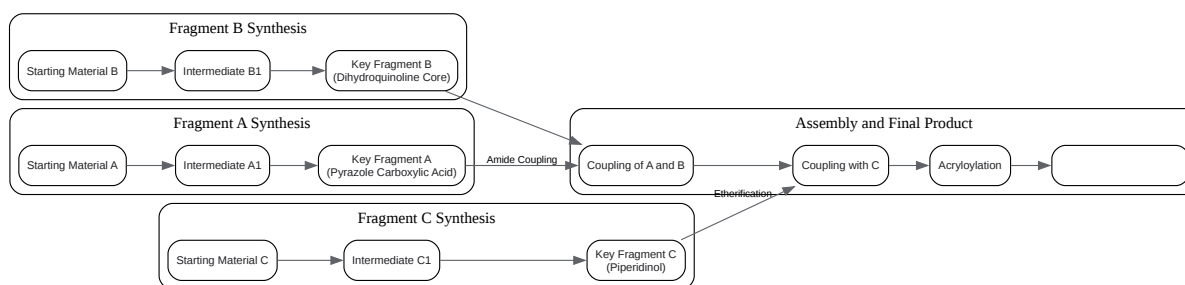 Fragment B Synthesis
Starting Material B
Intermediate B1
Key Fragment B
(Dihydroquinoline Core)
Fragment A Synthesis
Starting Material A
Intermediate A1
Key Fragment A
(Pyrazole Carboxylic Acid)
Amide Coupling
Assembly and Final Product
Coupling of A and B
Coupling with C
Acryloylation
Etherification
Fragment C Synthesis
Starting Material C
Intermediate C1
Key Fragment C
(Piperidinol)